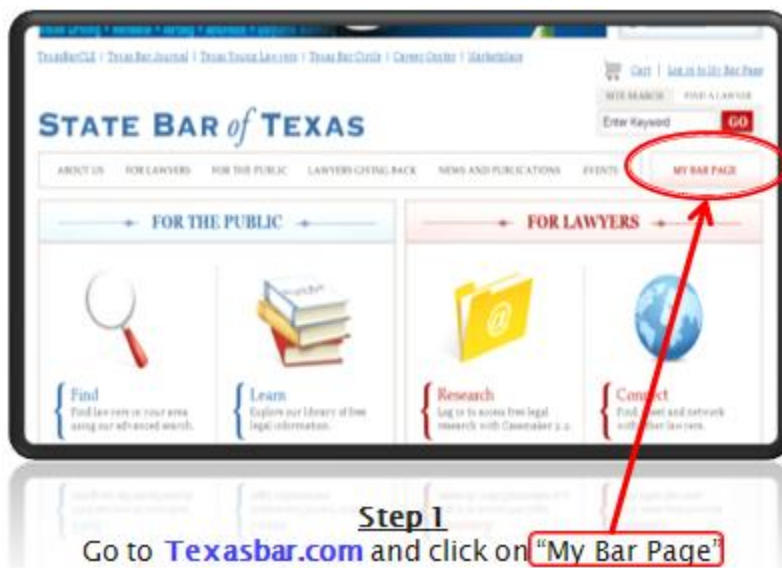 TexasBarCLE | Texas Bar Journal | Texas Young Lawyers | Texas Bar Circle | Career Center | Marketplace
Cart | Log in to My Bar Page
SITE SEARCH FIND A LAWYER
STATE BAR of TEXAS
Enter Keyword GO
ABOUT US FOR LAWYERS FOR THE PUBLIC LAWYERS GIVING BACK NEWS AND PUBLICATIONS EVENTS MY BAR PAGE
FOR THE PUBLIC FOR LAWYERS
Find Learn Research Connect
Find lawyers in your area Explore our library of free Log in to access free legal Find, meet and network
using our advanced search. legal information. research with Casemaker 2.2. with other lawyers.
Step 1
Go to Texasbar.com and click on "My Bar Page"